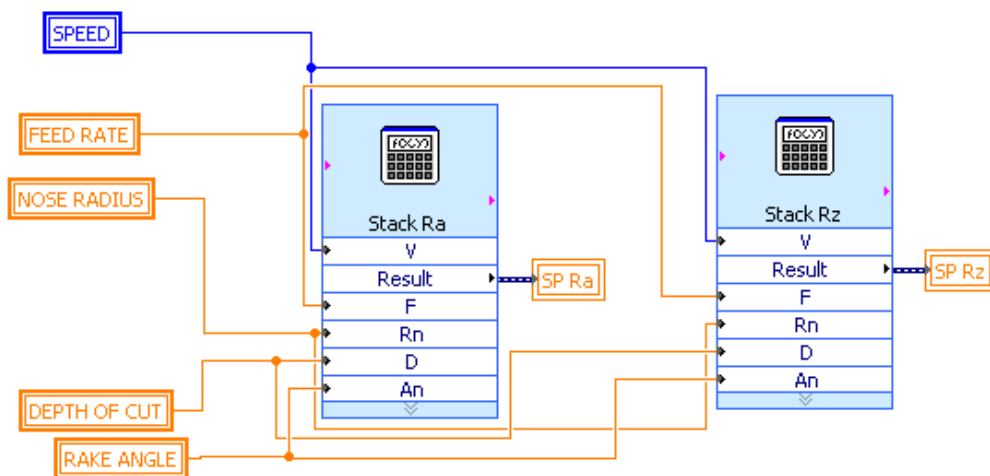 SPEED
FEED RATE
NOSE RADIUS
DEPTH OF CUT
RAKE ANGLE
f(x,y)
Stack Ra
V
Result
F
Rn
D
An
SP Ra
f(x,y)
Stack Rz
V
Result
F
Rn
D
An
SP Rz